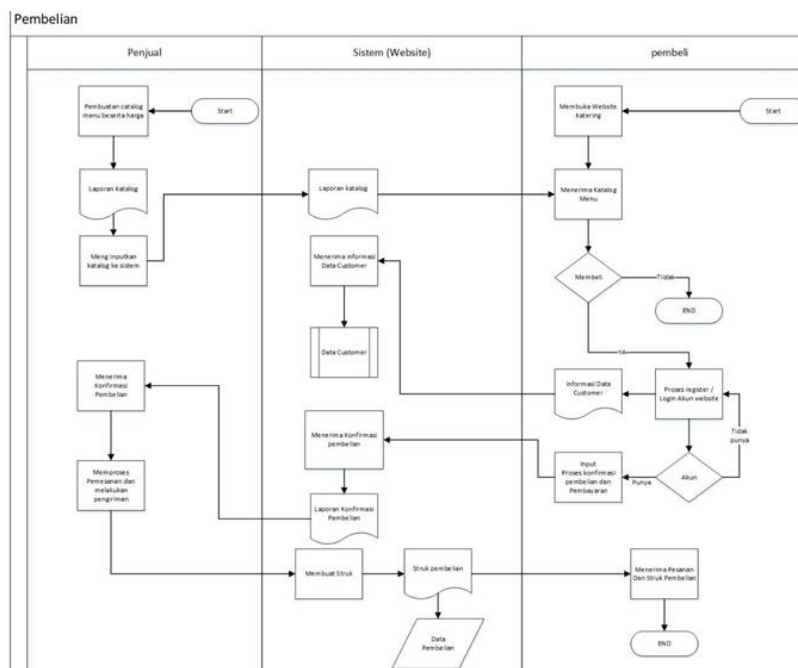 Pembelian
Penjual
Sistem (Website)
pembeli
Pembuatan catalog
menu beserta harga
Start
Membuka Website
Katering
Start
Laporan Katalog
Laporan katalog
Menerima Katalog
Menu
Meng Inputkan
katalog ke sistem
Menerima informasi
Data Customer
Membeli
Tidak
END
Data Customer
YA
Menerima
Konfirmasi
Pembelian
Informasi Data
Customer
Proses register /
Login Akun website
Tidak
punya
Menerima Konfirmasi
pembelian
Input
Proses konfirmasi
pembelian dan
Pembayaran
Punya
Akun
Memproses
Pemesanan dan
melakukan
pengiriman
Laporan Konfirmasi
Pembelian
Membuat Struk
Struk pembelian
Menerima Pesanan
Dan Struk Pembelian
Data
Pembelian
END